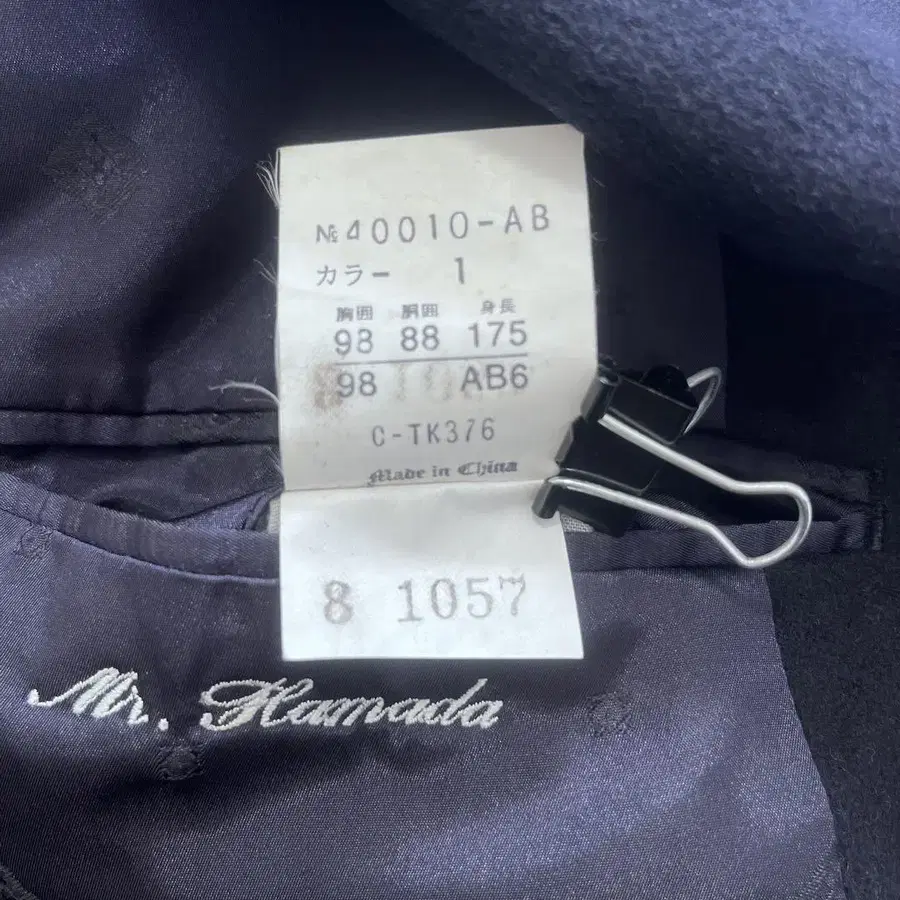 №40010-AB
カラー 1
胸囲 胴囲 身長
98 88 175
98 AB6
C-TK376
Made in China
8 1057
Mr. Hamada